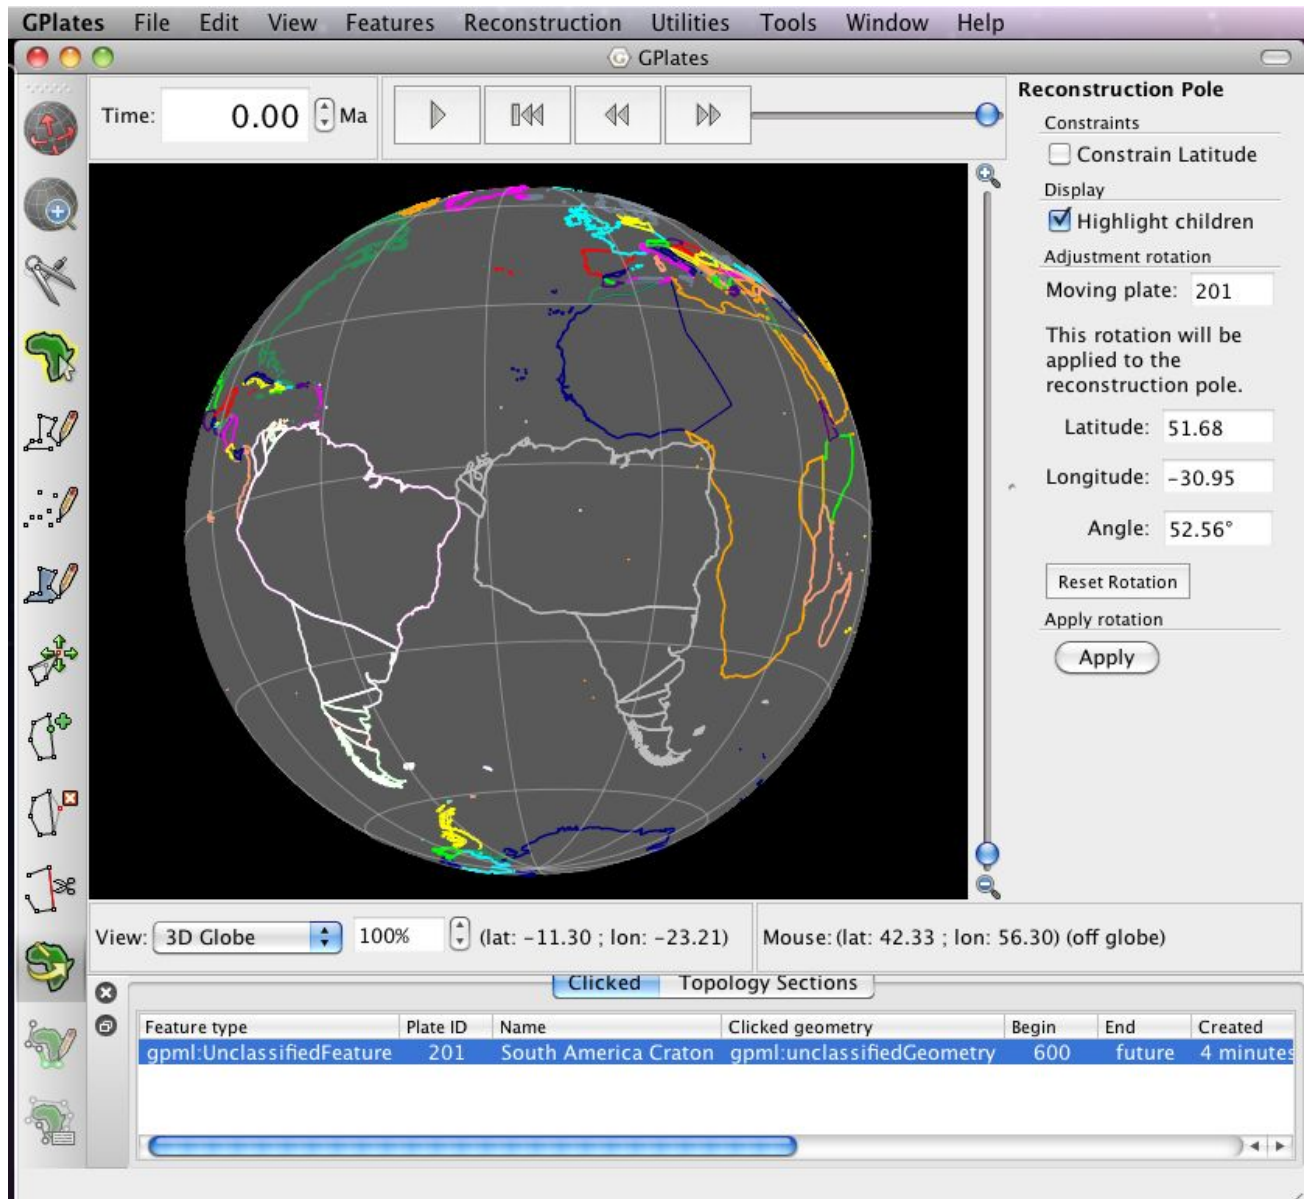 GPlates File Edit View Features Reconstruction Utilities Tools Window Help
GPlates
Time: 0.00 Ma
Reconstruction Pole
Constraints
Constrain Latitude
Display
Highlight children
Adjustment rotation
Moving plate: 201
This rotation will be
applied to the
reconstruction pole.
Latitude: 51.68
Longitude: -30.95
Angle: 52.56°
Reset Rotation
Apply rotation
Apply
View: 3D Globe 100% (lat: -11.30 ; lon: -23.21) Mouse: (lat: 42.33 ; lon: 56.30) (off globe)
Clicked Topology Sections
Feature type Plate ID Name Clicked geometry Begin End Created
gpml:UnclassifiedFeature 201 South America Craton gpml:unclassifiedGeometry 600 future 4 minutes